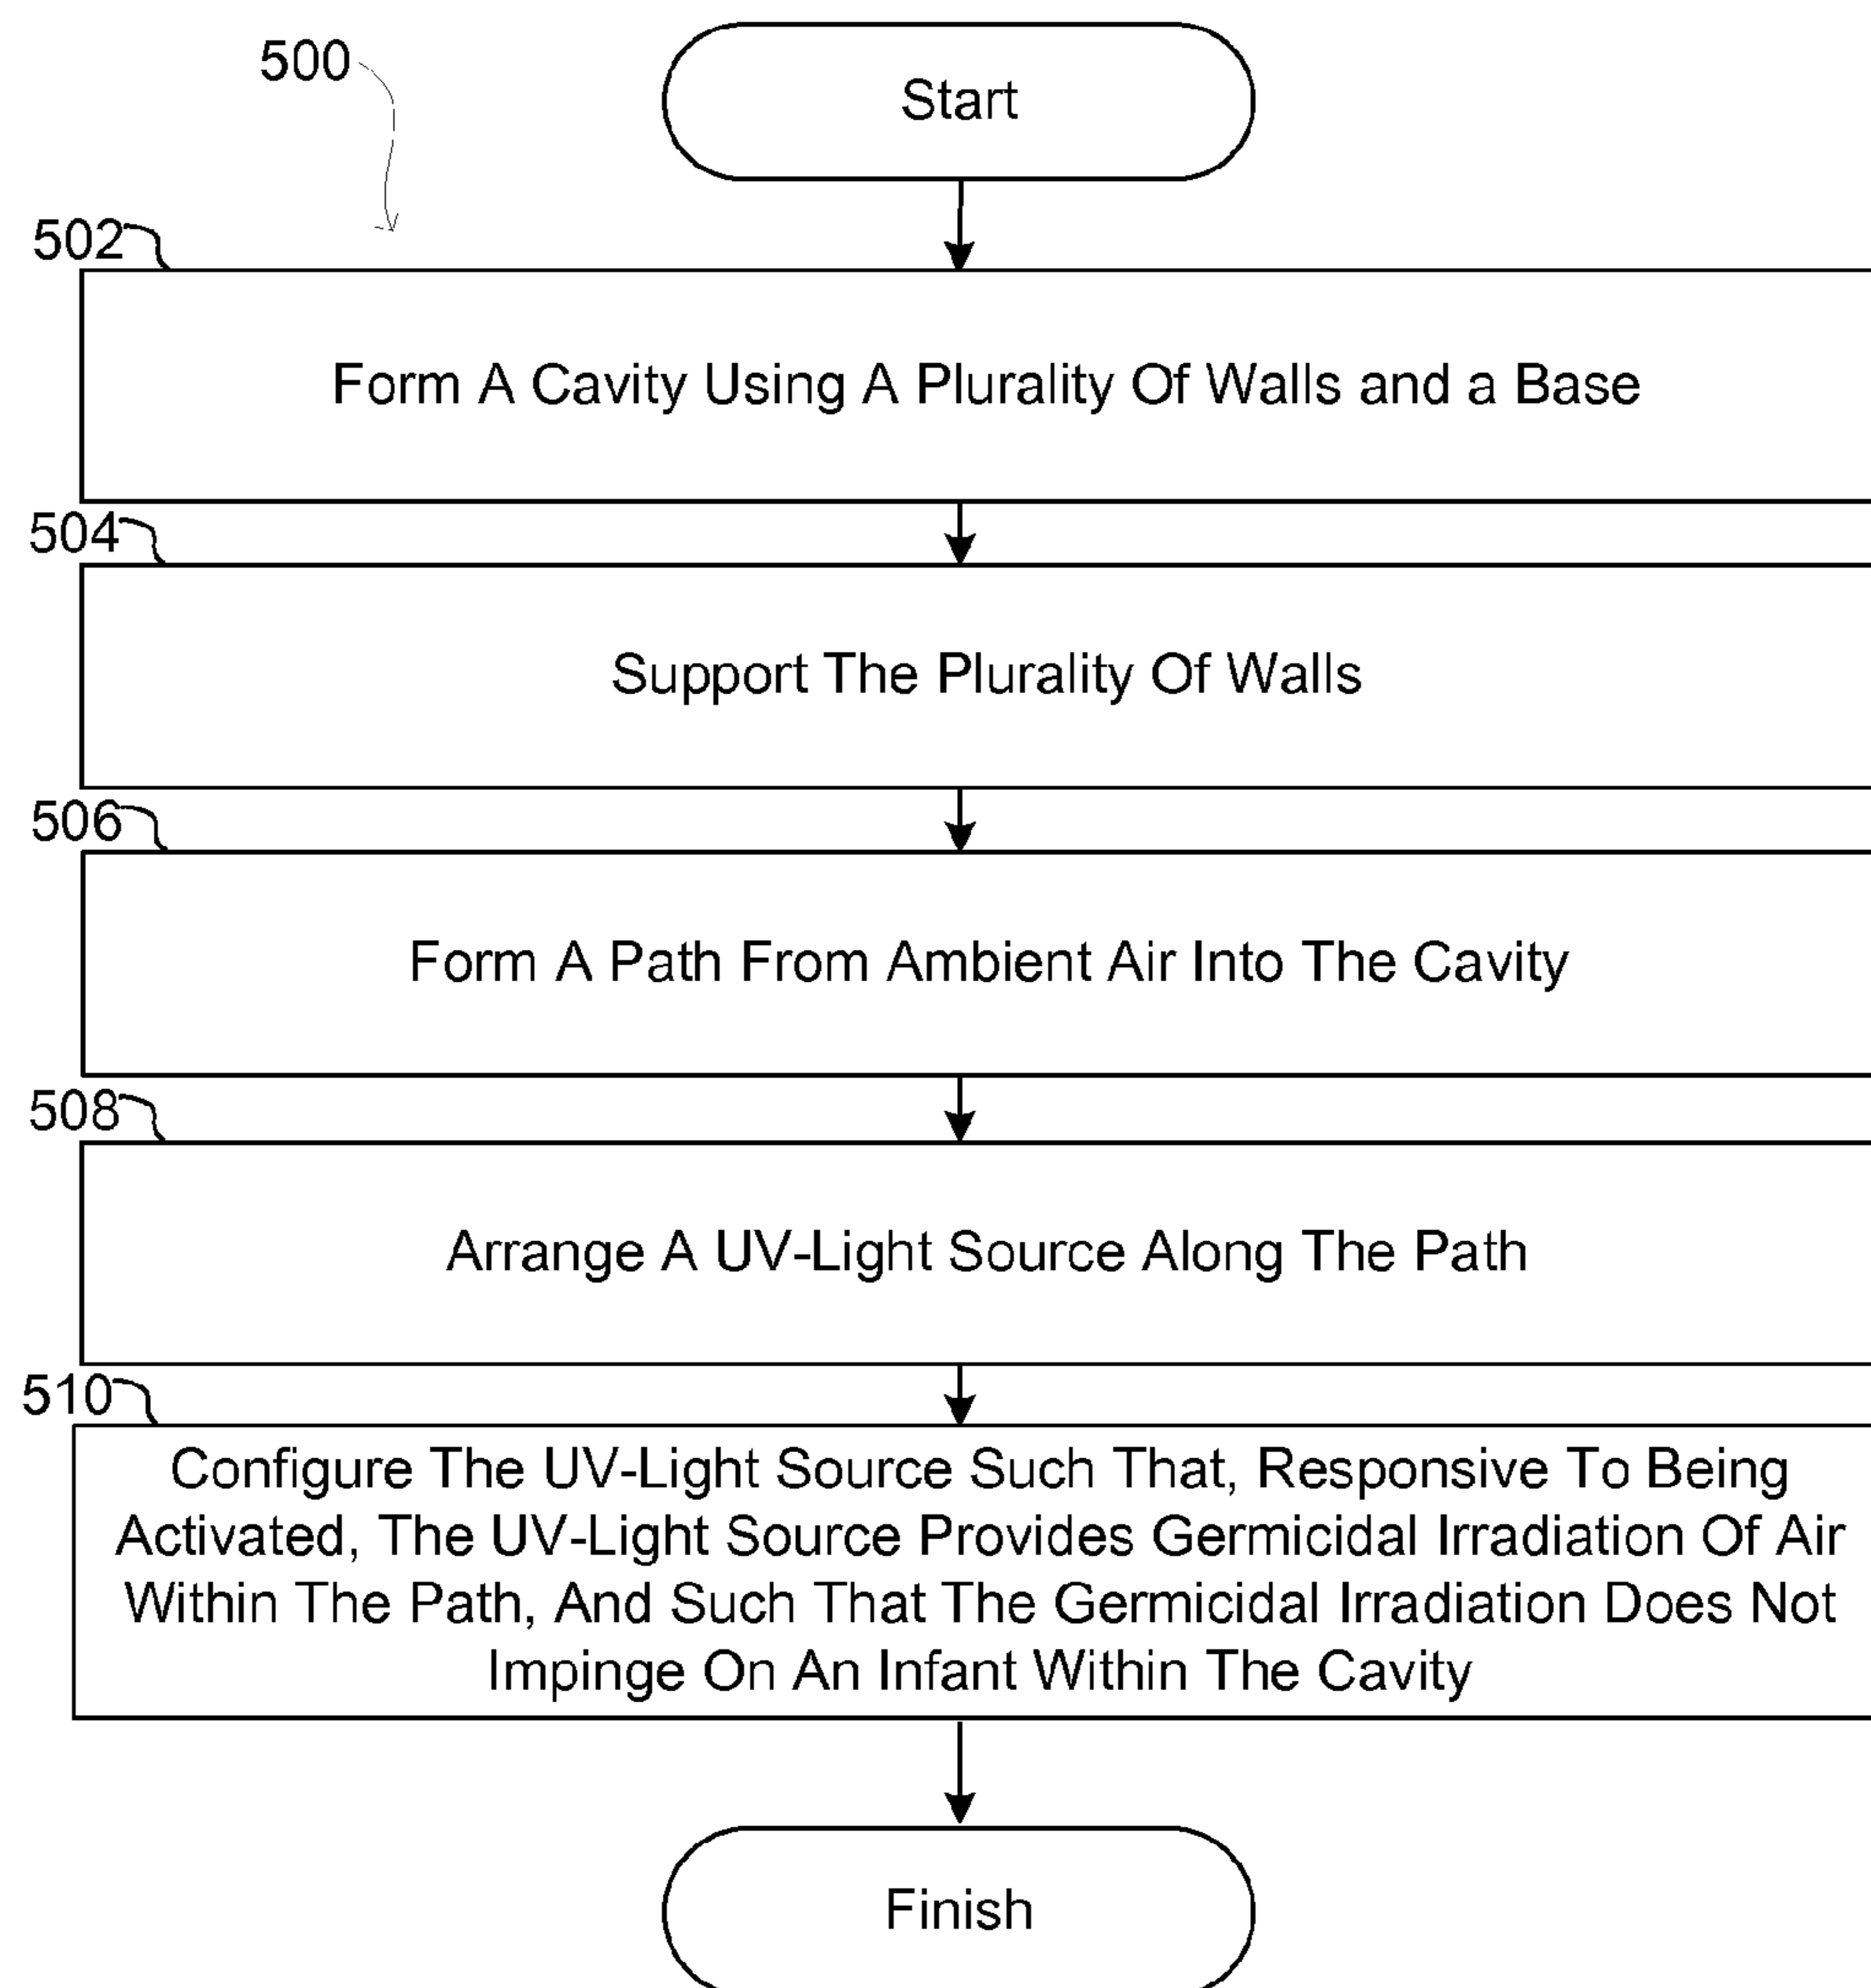 500
Start
502
Form A Cavity Using A Plurality Of Walls and a Base
504
Support The Plurality Of Walls
506
Form A Path From Ambient Air Into The Cavity
508
Arrange A UV-Light Source Along The Path
510
Configure The UV-Light Source Such That, Responsive To Being
Activated, The UV-Light Source Provides Germicidal Irradiation Of Air
Within The Path, And Such That The Germicidal Irradiation Does Not
Impinge On An Infant Within The Cavity
Finish